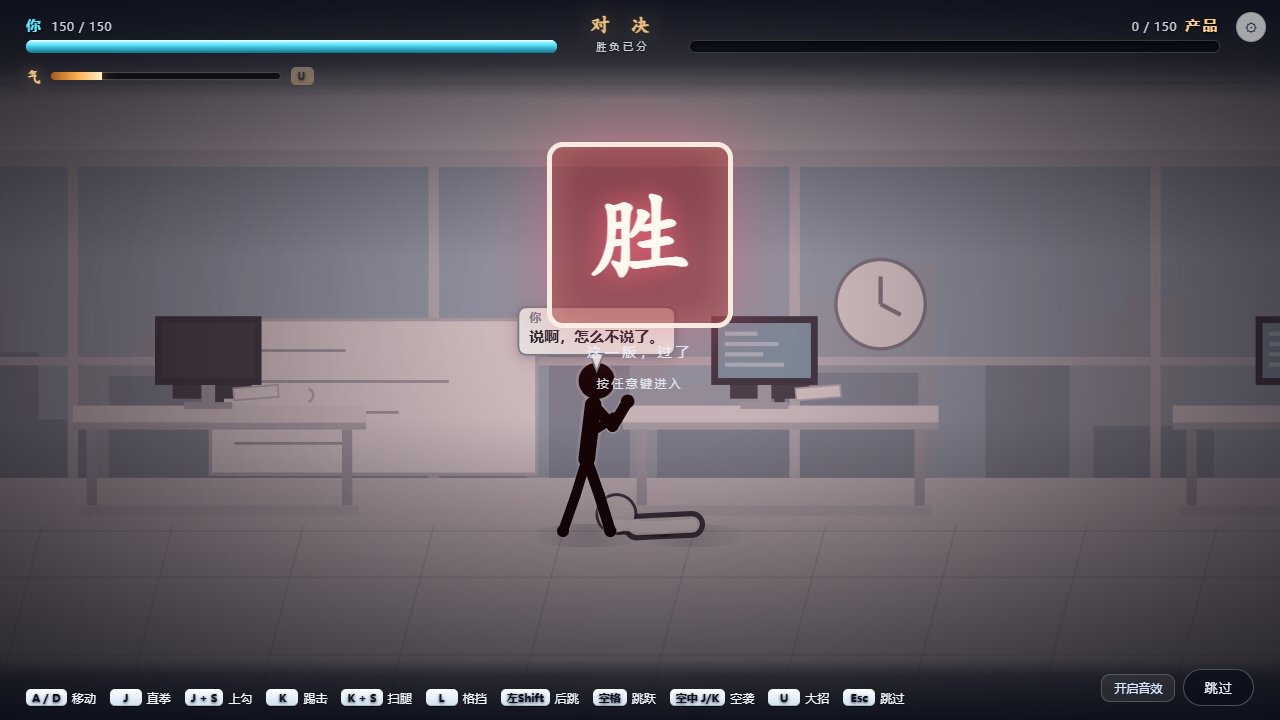 你 150 / 150
对 决
胜负已分
0 / 150 产品
气
U
胜
你
说啊，怎么不说了。
这一版，过了
按任意键进入
A / D 移动 J 直拳 J + S 上勾 K 踢击 K + S 扫腿 L 格挡 左Shift 后跳 空格 跳跃 空中 J/K 空袭 U 大招 Esc 跳过
开启音效
跳过